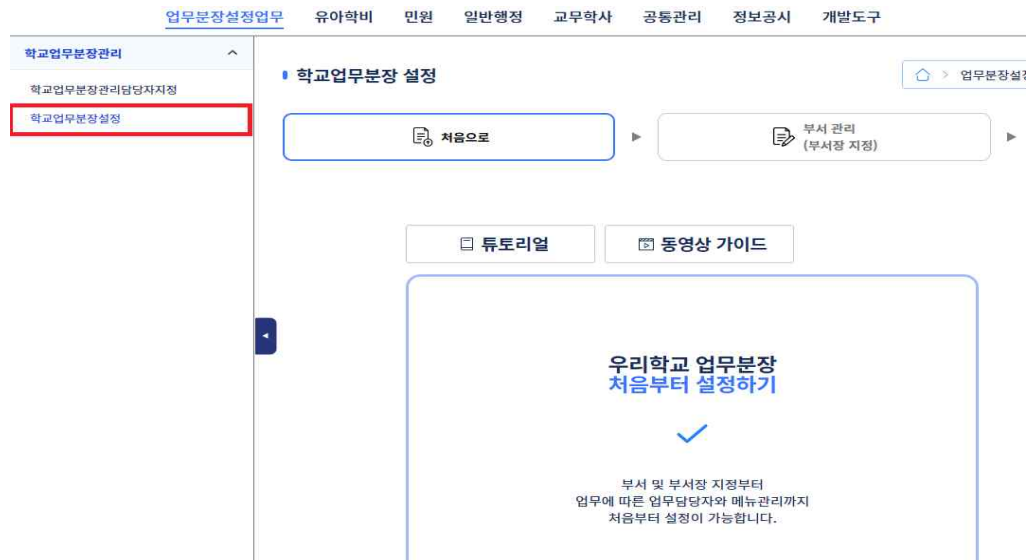 업무분장설정업무 유아학비 민원 일반행정 교무학사 공통관리 정보공시 개발도구
학교업무분장관리
학교업무분장관리담당자지정
학교업무분장설정
학교업무분장 설정
업무분장설정
처음으로
부서 관리
(부서장 지정)
튜토리얼
동영상 가이드
우리학교 업무분장
처음부터 설정하기
부서 및 부서장 지정부터
업무에 따른 업무담당자와 메뉴관리까지
처음부터 설정이 가능합니다.